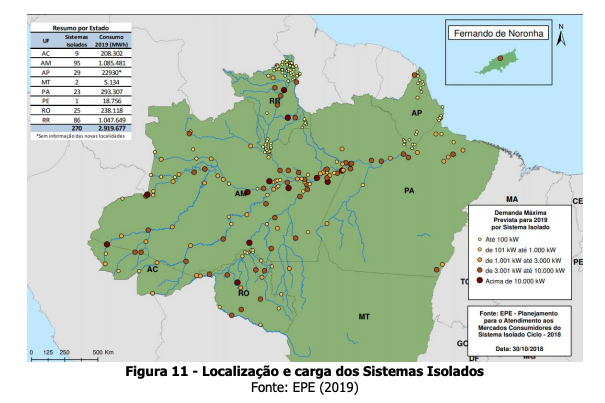 Resumo por Estado
UF Sistemas Isolados Consumo 2019 (MWh)
AC 9 208.302
AM 95 1.085.481
AP 29 22930*
MT 2 5.134
PA 23 293.307
PE 1 18.756
RO 25 238.118
RR 86 1.047.649
270 2.919.677
*Sem informação das novas localidades
Fernando de Noronha
N
RR
AP
AM
PA
MA
CE
AC
RO
MT
TO
PE
GO
DF
MG
Demanda Máxima
Prevista para 2019
por Sistema Isolado
Até 100 kW
de 101 kW até 1.000 kW
de 1.001 kW até 3.000 kW
de 3.001 kW até 10.000 kW
Acima de 10.000 kW
Fonte: EPE - Planejamento
para o Atendimento aos
Mercados Consumidores do
Sistema Isolado Ciclo - 2018
Data: 30/10/2018
0 125 250 500 Km
Figura 11 - Localização e carga dos Sistemas Isolados
Fonte: EPE (2019)